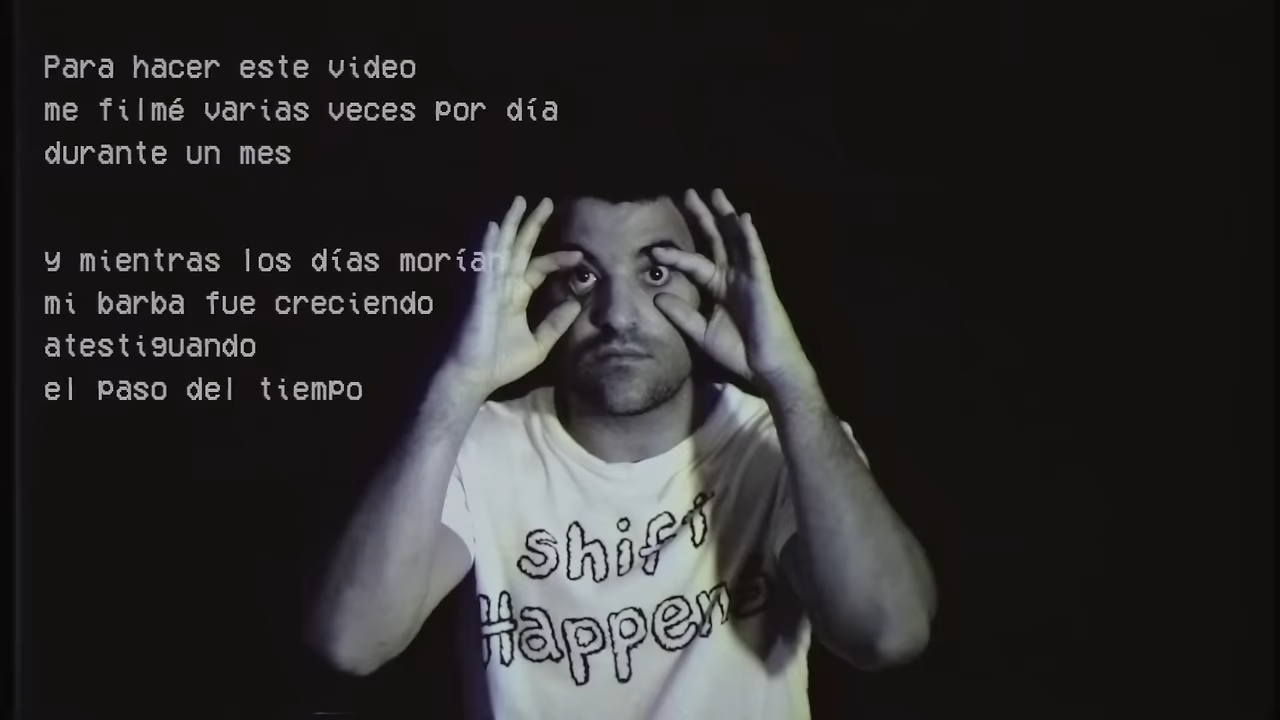 Para hacer este video
me filmé varias veces por día
durante un mes
y mientras los días morían
mi barba fue creciendo
atestiguando
el paso del tiempo
shift
Happens